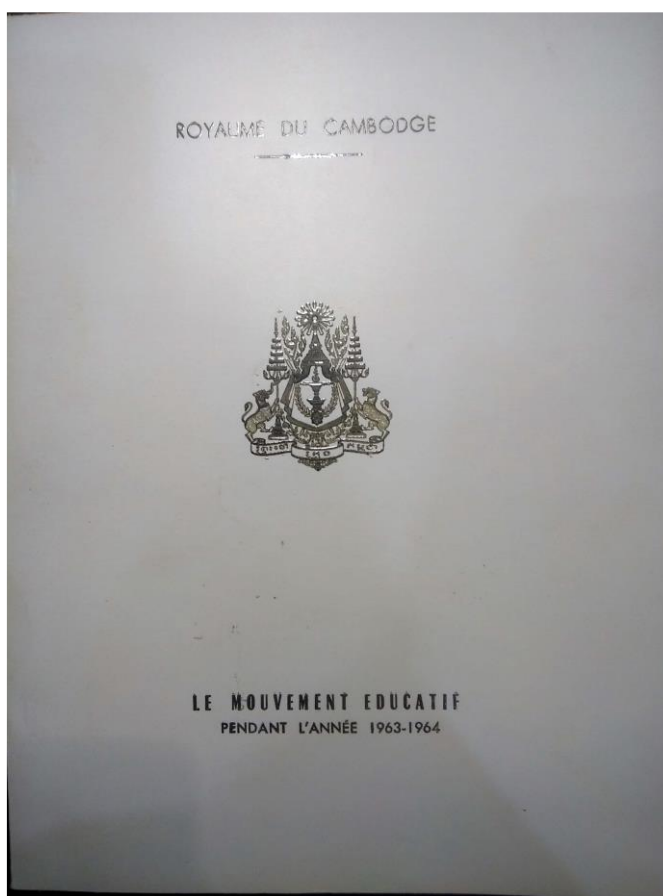 ROYAUME DU CAMBODGE
LE MOUVEMENT EDUCATIF
PENDANT L'ANNÉE 1963-1964